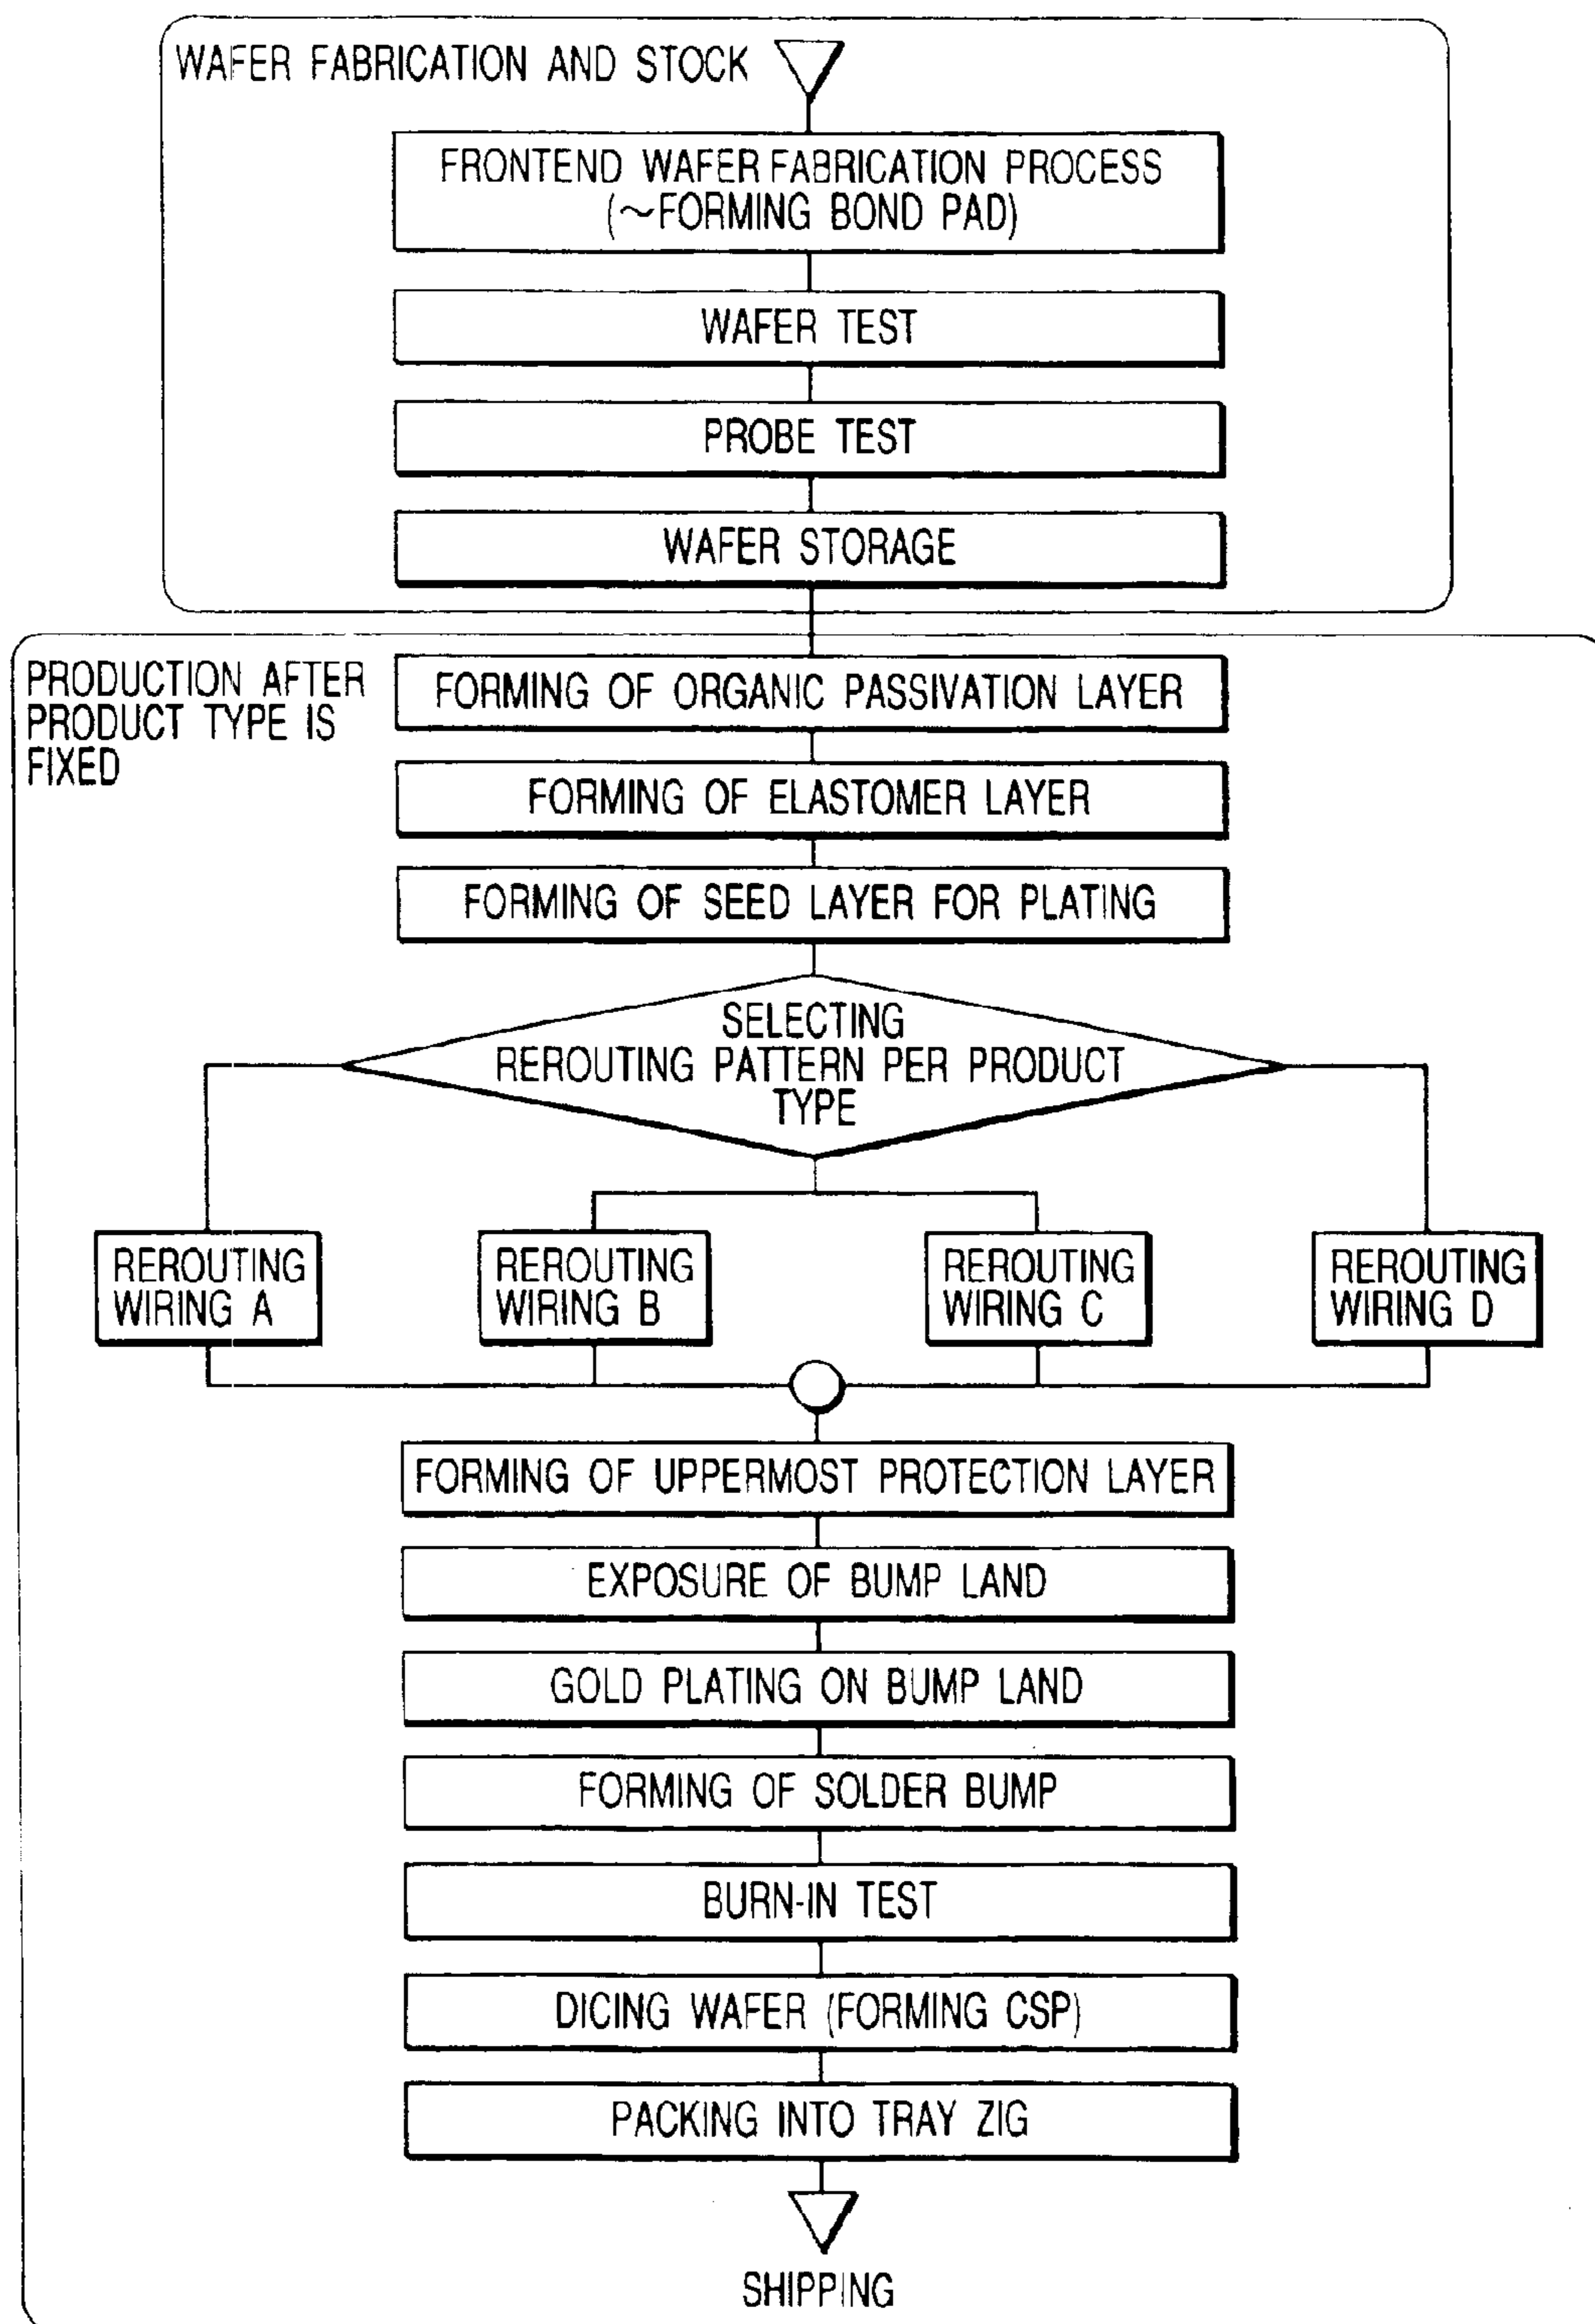 WAFER FABRICATION AND STOCK
FRONTEND WAFER FABRICATION PROCESS
(~FORMING BOND PAD)
WAFER TEST
PROBE TEST
WAFER STORAGE
PRODUCTION AFTER
PRODUCT TYPE IS
FIXED
FORMING OF ORGANIC PASSIVATION LAYER
FORMING OF ELASTOMER LAYER
FORMING OF SEED LAYER FOR PLATING
SELECTING
REROUTING PATTERN PER PRODUCT
TYPE
REROUTING
WIRING A
REROUTING
WIRING B
REROUTING
WIRING C
REROUTING
WIRING D
FORMING OF UPPERMOST PROTECTION LAYER
EXPOSURE OF BUMP LAND
GOLD PLATING ON BUMP LAND
FORMING OF SOLDER BUMP
BURN-IN TEST
DICING WAFER (FORMING CSP)
PACKING INTO TRAY ZIG
SHIPPING